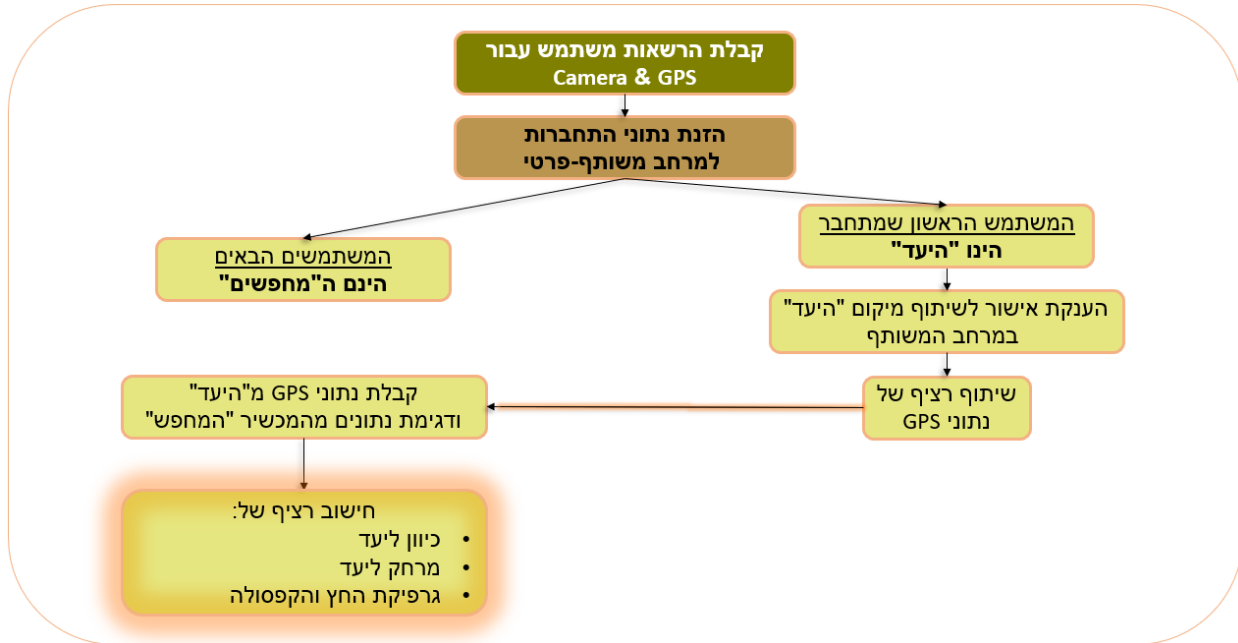 קבלת הרשאות משתמש עבור
Camera & GPS
הזנת נתוני התחברות
למרחב משותף-פרטי
המשתמש הראשון שמתחבר
הינו "היעד"
המשתמשים הבאים
הינם ה"מחפשים"
הענקת אישור לשיתוף מיקום "היעד"
במרחב המשותף
שיתוף רציף של
נתוני GPS
קבלת נתוני GPS מ"היעד"
ודגימת נתונים מהמכשיר "המחפש"
חישוב רציף של:
• כיוון ליעד
• מרחק ליעד
• גרפיקת החץ והקפסולה